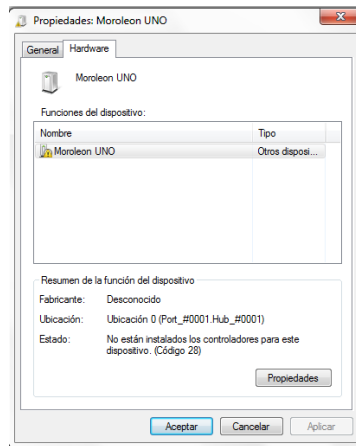 Propiedades: Moroleon UNO
General Hardware
Moroleon UNO
Funciones del dispositivo:
Nombre Tipo
Moroleon UNO Otros disposi...
Resumen de la función del dispositivo
Fabricante: Desconocido
Ubicación: Ubicación 0 (Port_#0001.Hub_#0001)
Estado: No están instalados los controladores para este
dispositivo. (Código 28)
Propiedades
Aceptar Cancelar Aplicar